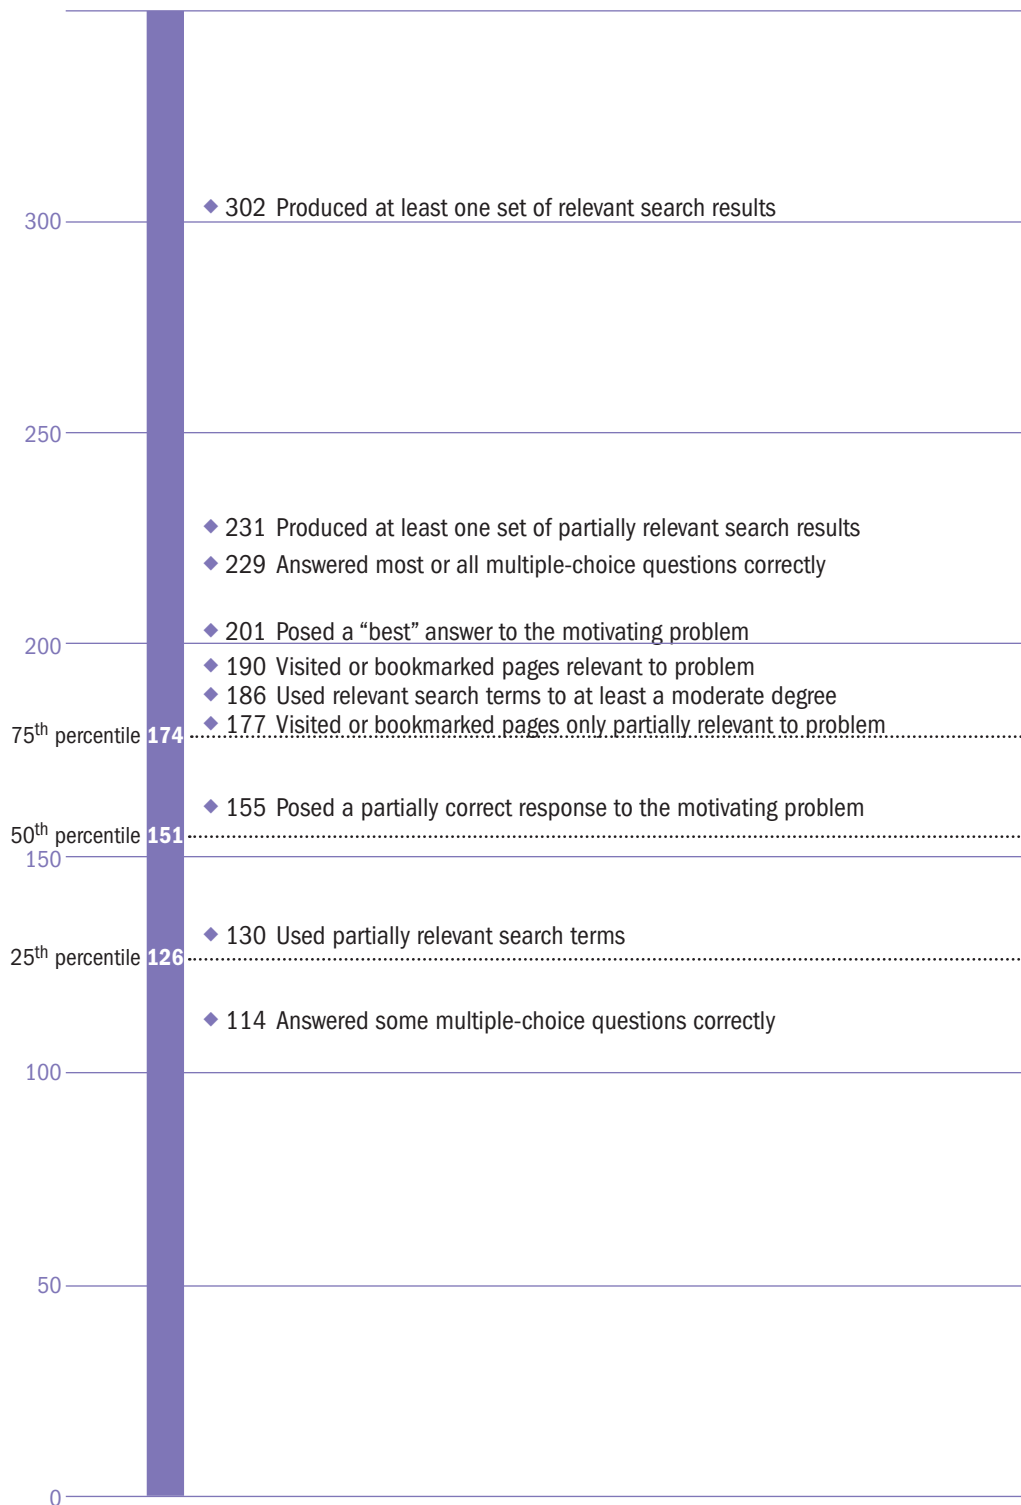 302 Produced at least one set of relevant search results
300
250
231 Produced at least one set of partially relevant search results
229 Answered most or all multiple-choice questions correctly
201 Posed a “best” answer to the motivating problem
200
190 Visited or bookmarked pages relevant to problem
186 Used relevant search terms to at least a moderate degree
177 Visited or bookmarked pages only partially relevant to problem
75th percentile 174
155 Posed a partially correct response to the motivating problem
50th percentile 151
150
130 Used partially relevant search terms
25th percentile 126
114 Answered some multiple-choice questions correctly
100
50
0